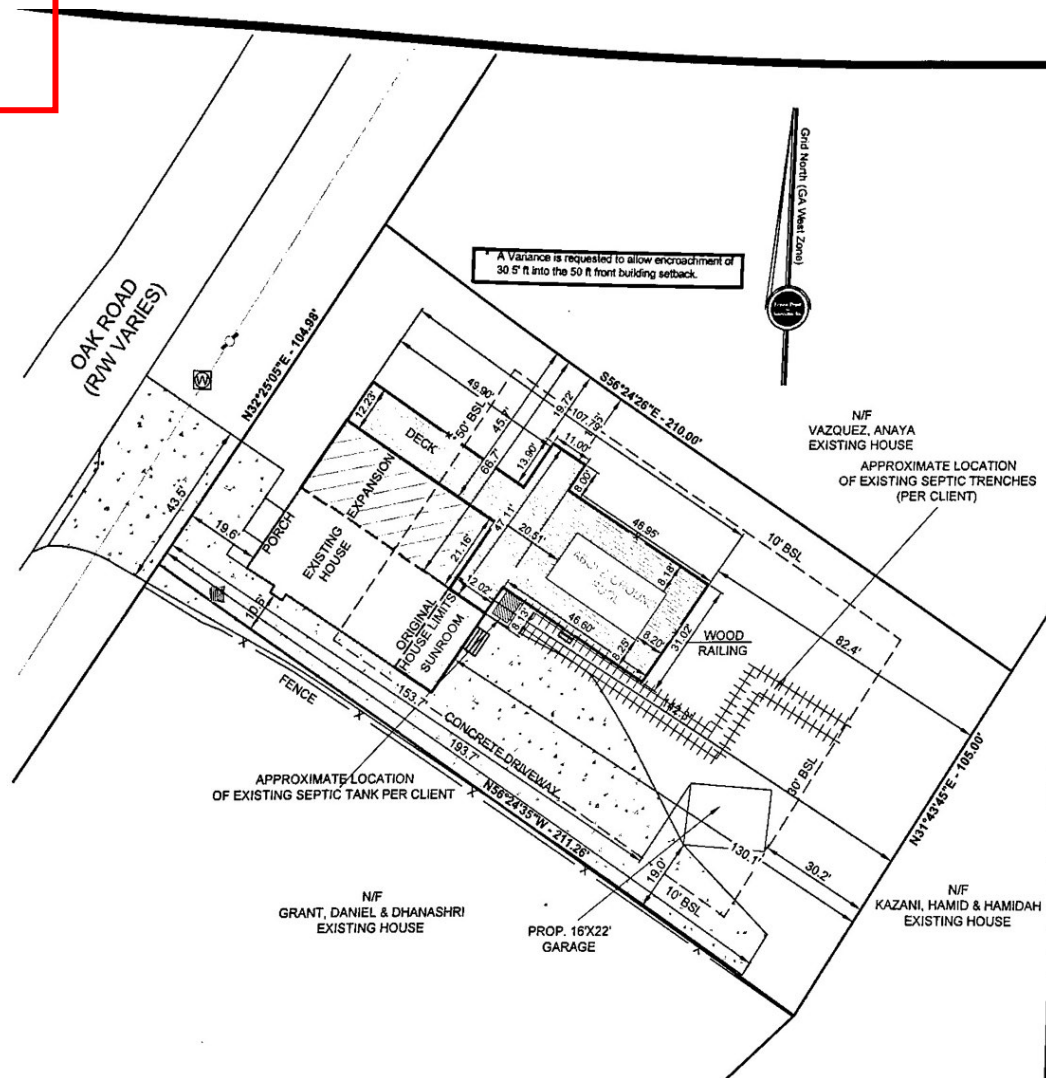 Grid North (GA West Zone)
* A Variance is requested to allow encroachment of
30 5' ft into the 50 ft front building setback.
OAK ROAD
(R/W VARIES)
N32°25'05"E - 104.98'
S56°24'26"E - 210.00'
N/F
VAZQUEZ, ANAYA
EXISTING HOUSE
APPROXIMATE LOCATION
OF EXISTING SEPTIC TRENCHES
(PER CLIENT)
49.90'
107.79'
19.72'
12.23'
50' BSL
DECK
13.90'
11.00'
8.00'
66.7'
47.11'
46.95'
10' BSL
EXPANSION
43.5'
19.6'
PORCH
EXISTING
HOUSE
21.16'
20.51'
8.18'
12.02'
ORIGINAL
HOUSE LIMITS
SUNROOM
8.13'
46.60'
8.25'
8.20'
31.02'
WOOD
RAILING
82.4'
FENCE
153.7'
CONCRETE DRIVEWAY
193.7'
30' BSL
N31°43'45"E - 105.00'
APPROXIMATE LOCATION
OF EXISTING SEPTIC TANK PER CLIENT
N56°24'35"W - 211.26'
130.1'
30.2'
19.0'
10' BSL
N/F
GRANT, DANIEL & DHANASHRI
EXISTING HOUSE
PROP. 16'X22'
GARAGE
N/F
KAZANI, HAMID & HAMIDAH
EXISTING HOUSE